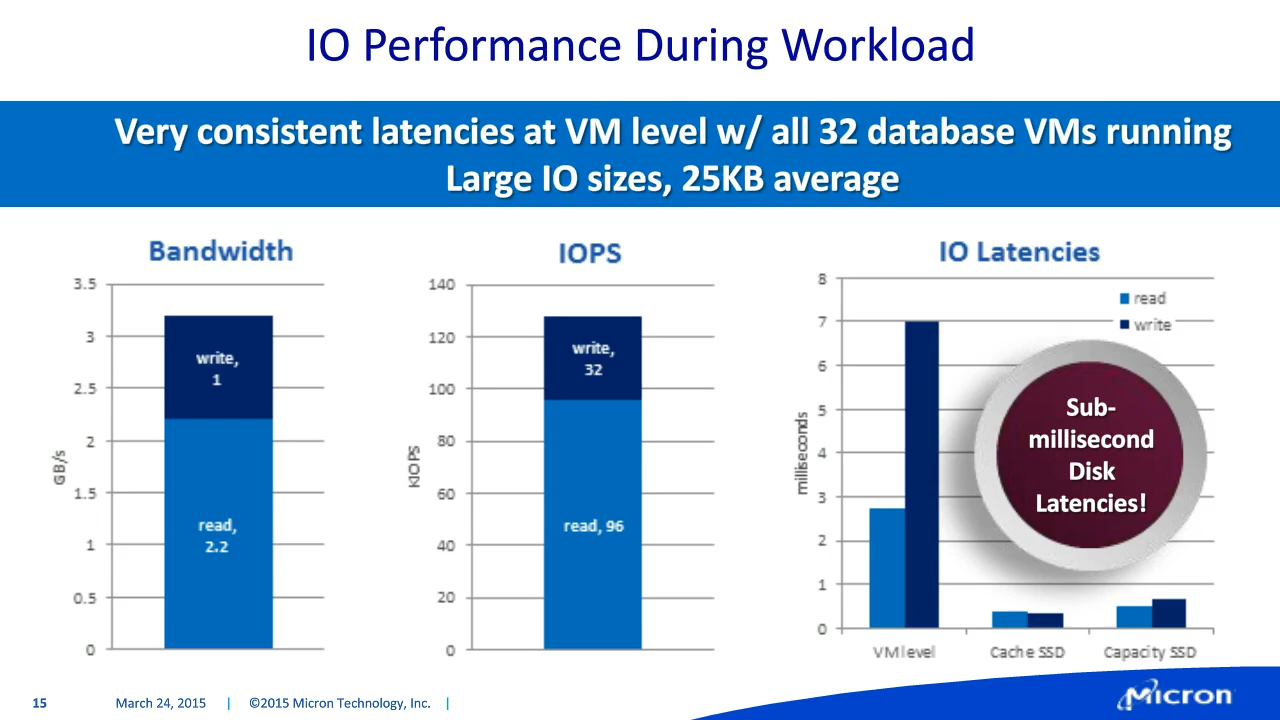 IO Performance During Workload
Very consistent latencies at VM level w/ all 32 database VMs running
Large IO sizes, 25KB average
Bandwidth
3.5
3
2.5
2
1.5
1
0.5
0
GB/s
write,
1
read,
2.2
IOPS
140
120
100
80
60
40
20
0
KIOPS
write,
32
read, 96
IO Latencies
8
7
6
5
4
3
2
1
0
milliseconds
read
write
Sub-
millisecond
Disk
Latencies!
VM level
Cache SSD
Capacity SSD
15 March 24, 2015 | ©2015 Micron Technology, Inc. |
Micron